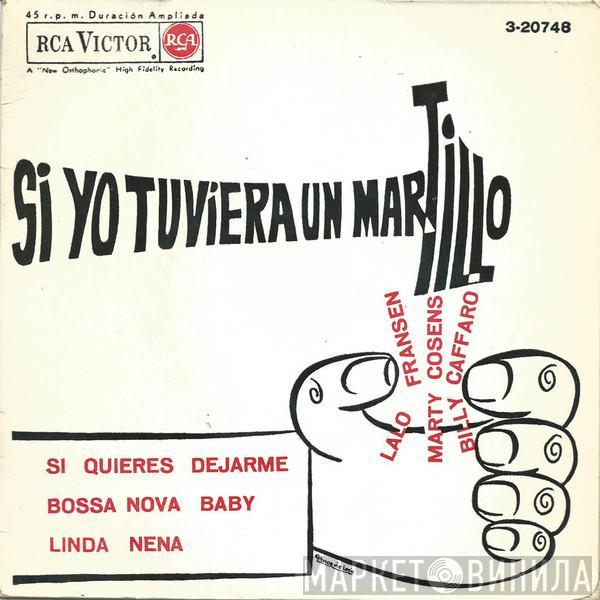 45 r.p.m. Duración Ampliada
RCA VICTOR
RCA
A "New Orthophonic" High Fidelity Recording
3-20748
Si YO TUViERA UN MARTiLLO
LALO FRANSEN
MARTY COSENS
BILLY CAFFARO
SI QUIERES DEJARME
BOSSA NOVA BABY
LINDA NENA
МАРКЕТ ВИНИЛА